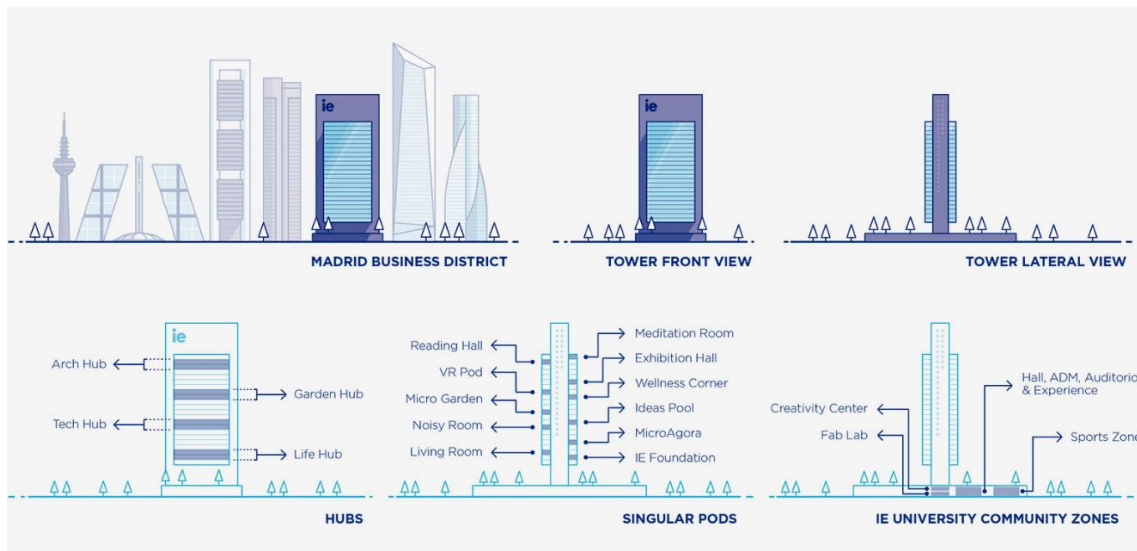 ie
MADRID BUSINESS DISTRICT
ie
TOWER FRONT VIEW
TOWER LATERAL VIEW
ie
Arch Hub
Garden Hub
Tech Hub
Life Hub
HUBS
Reading Hall
VR Pod
Micro Garden
Noisy Room
Living Room
Meditation Room
Exhibition Hall
Wellness Corner
Ideas Pool
MicroAgora
IE Foundation
SINGULAR PODS
Creativity Center
Fab Lab
Hall, ADM, Auditorio
& Experience
Sports Zone
IE UNIVERSITY COMMUNITY ZONES